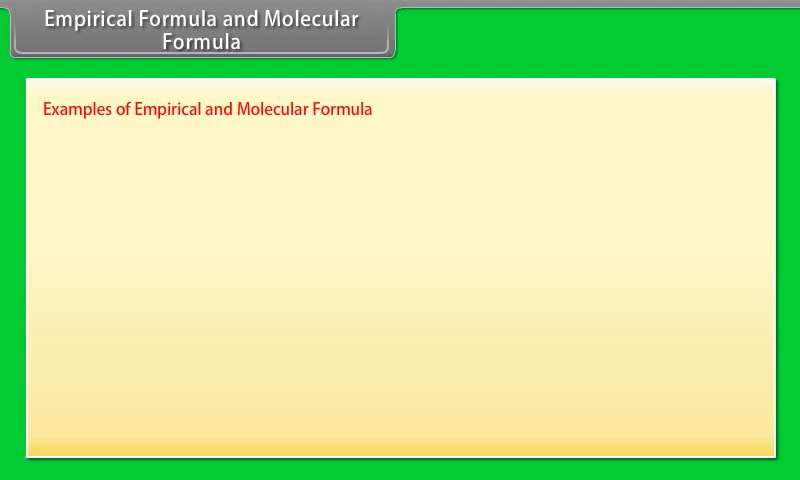 Empirical Formula and Molecular
Formula
Examples of Empirical and Molecular Formula